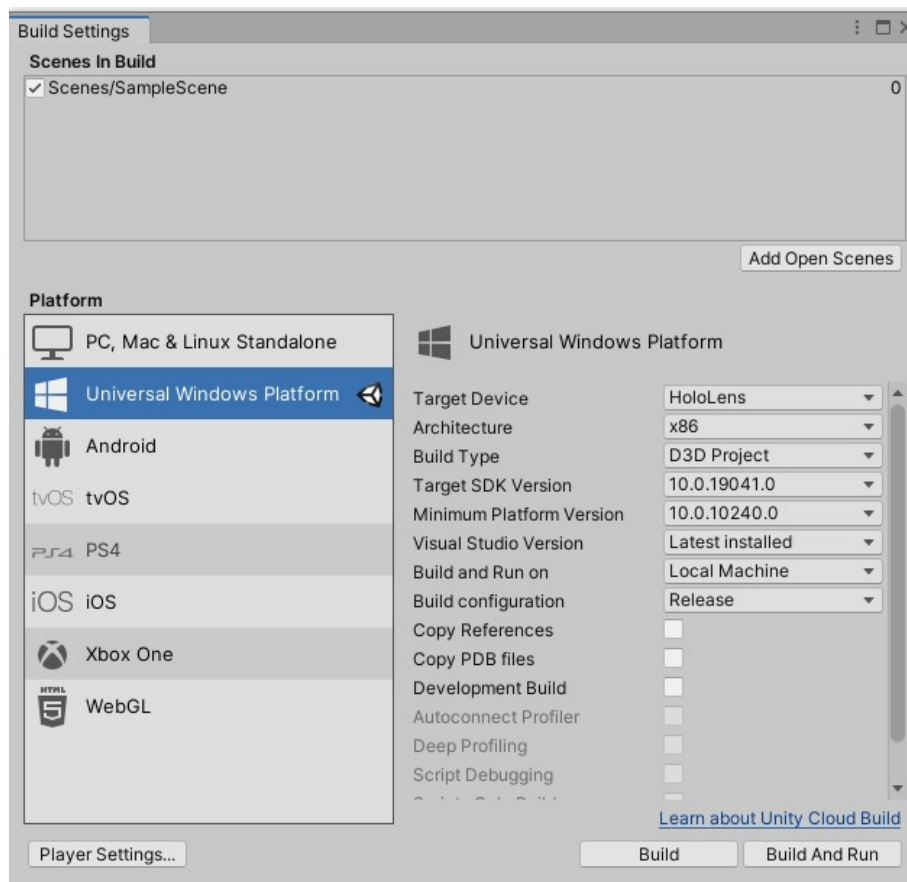 Build Settings
Scenes In Build
Scenes/SampleScene 0
Add Open Scenes
Platform
PC, Mac & Linux Standalone
Universal Windows Platform
Android
tvOS tvOS
PS4 PS4
iOS iOS
Xbox One
HTML 5 WebGL
Universal Windows Platform
Target Device HoloLens
Architecture x86
Build Type D3D Project
Target SDK Version 10.0.19041.0
Minimum Platform Version 10.0.10240.0
Visual Studio Version Latest installed
Build and Run on Local Machine
Build configuration Release
Copy References
Copy PDB files
Development Build
Autoconnect Profiler
Deep Profiling
Script Debugging
Learn about Unity Cloud Build
Player Settings...
Build
Build And Run